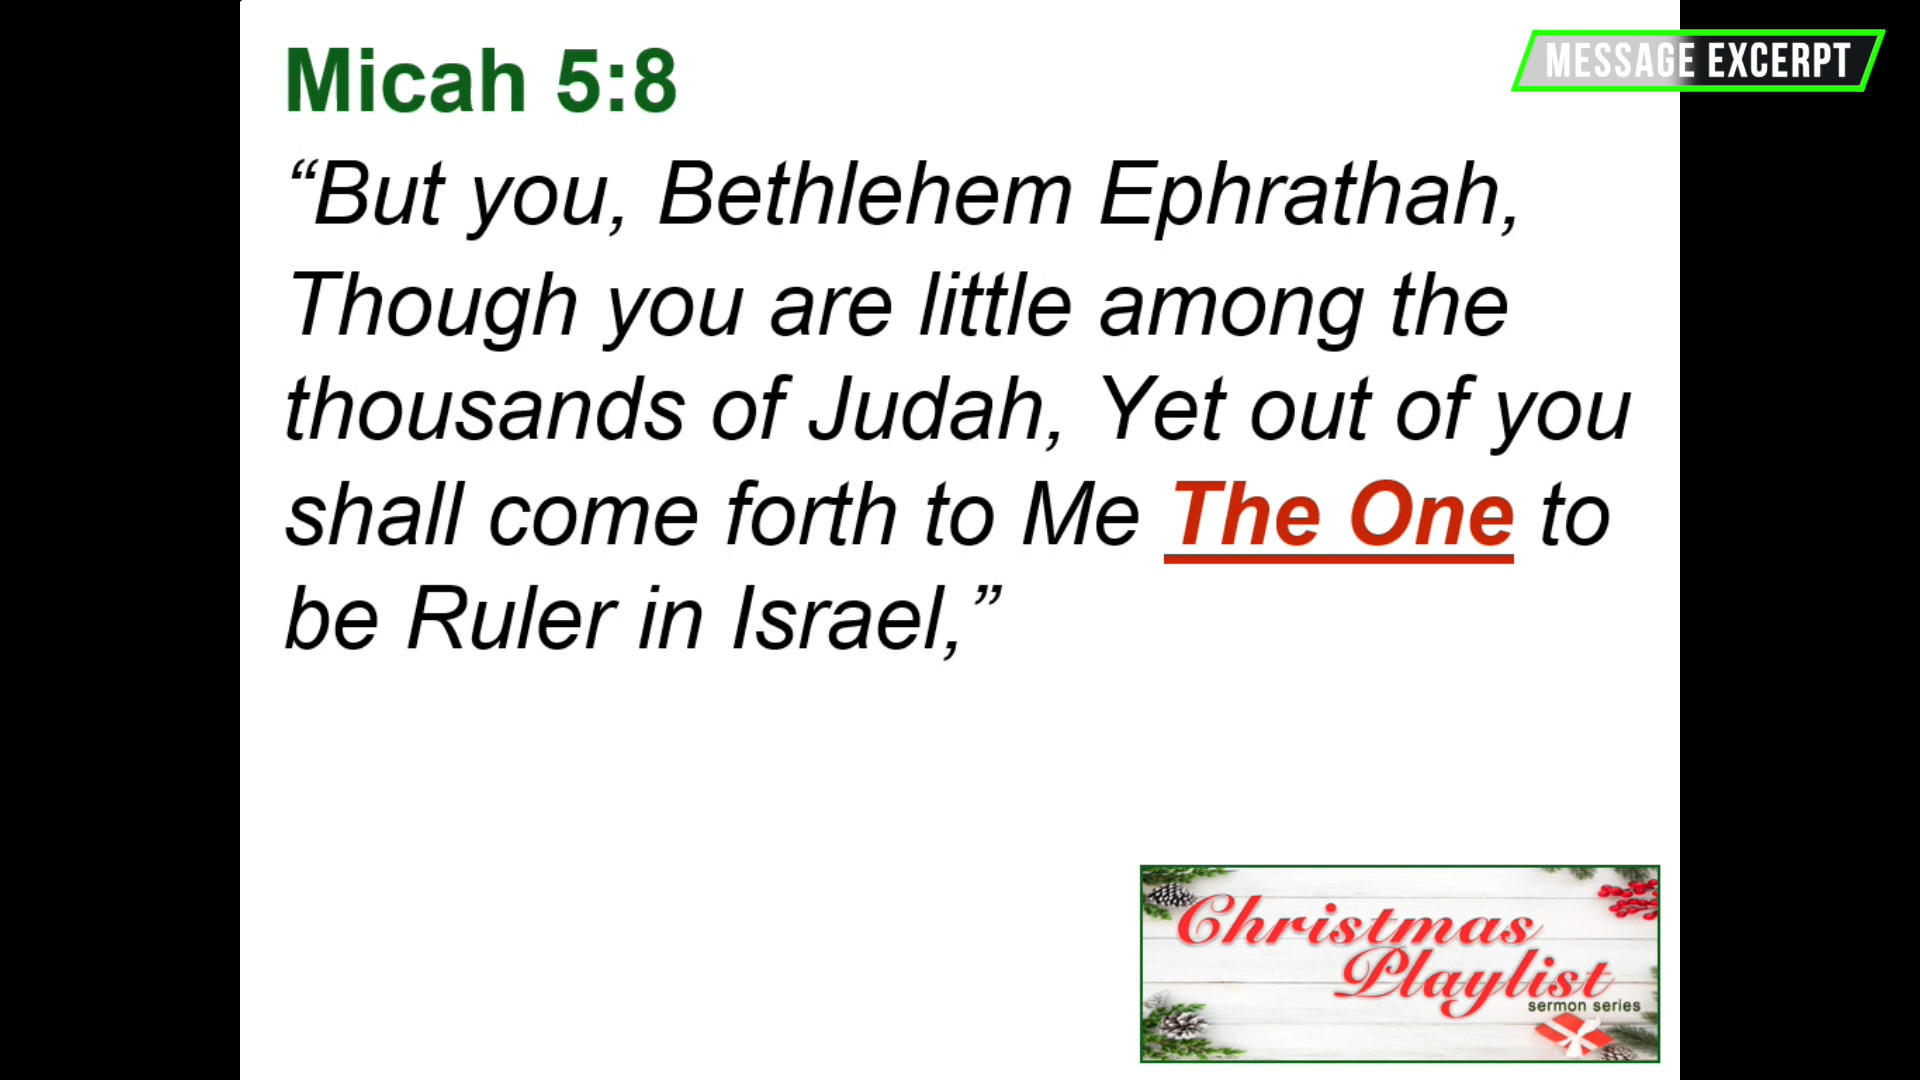 MESSAGE EXCERPT
Micah 5:8
“But you, Bethlehem Ephrathah,
Though you are little among the
thousands of Judah, Yet out of you
shall come forth to Me The One to
be Ruler in Israel,”
Christmas
Playlist
sermon series